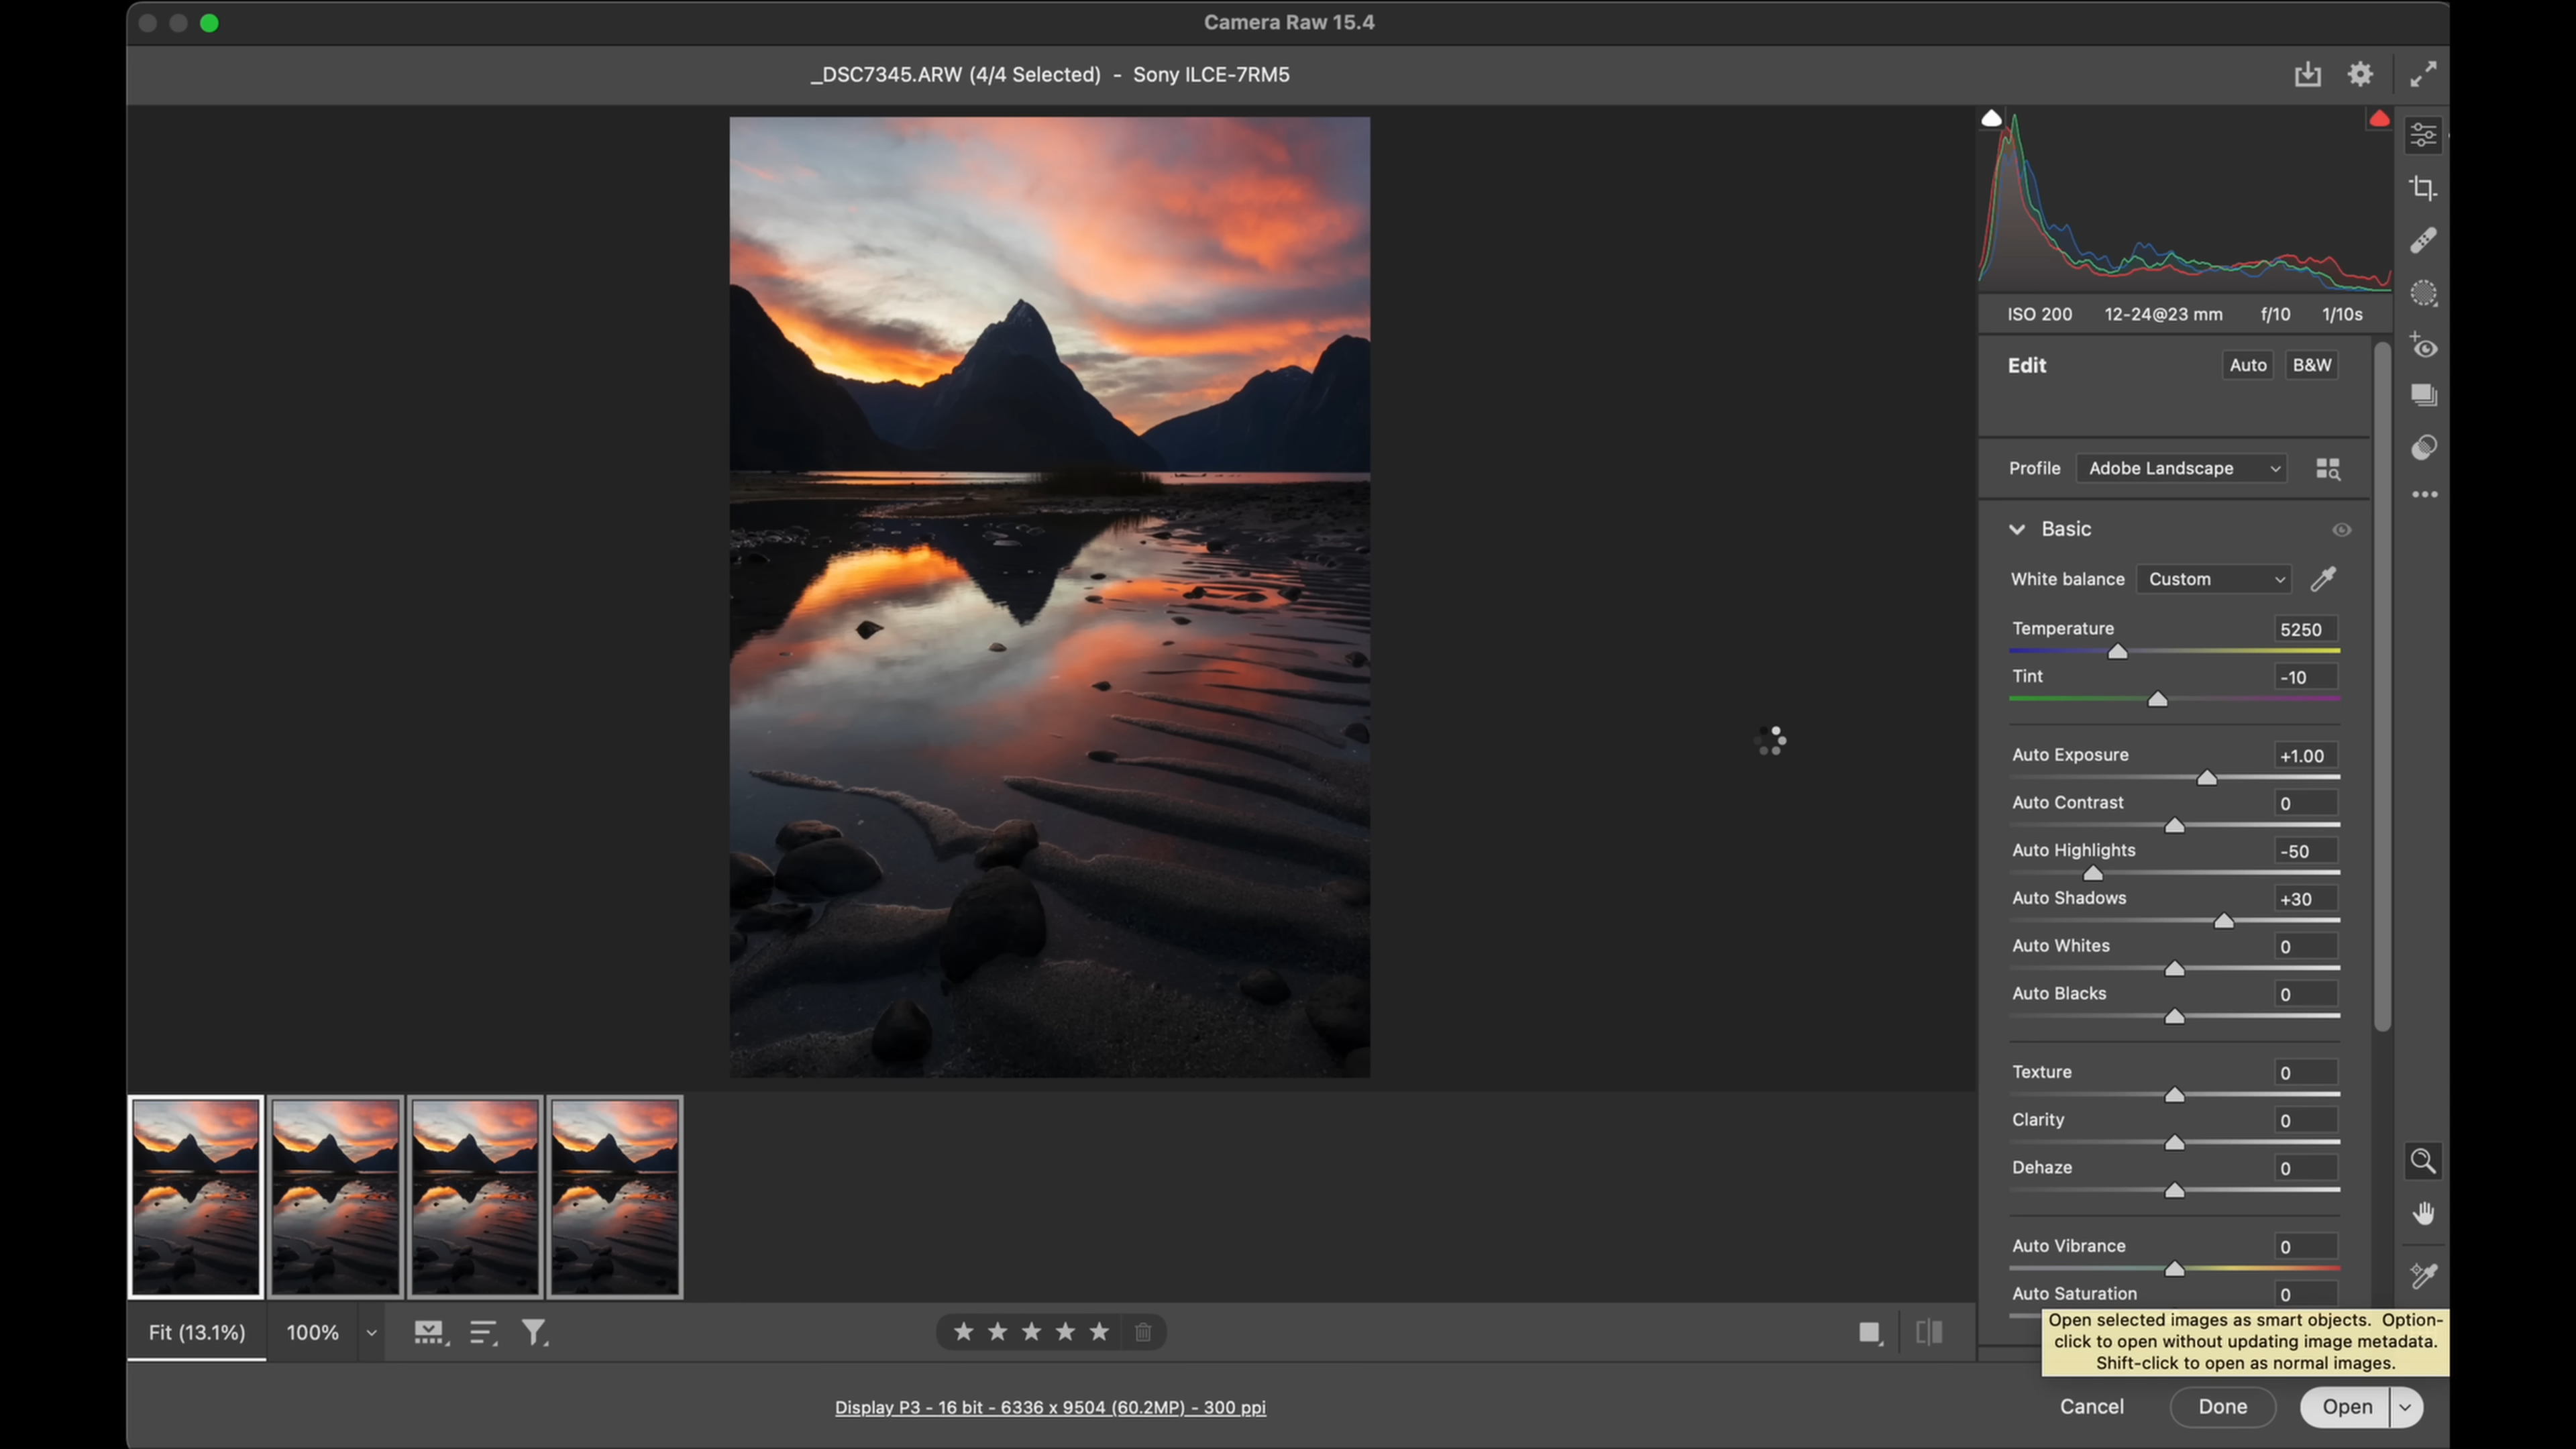 Camera Raw 15.4
_DSC7345.ARW (4/4 Selected) - Sony ILCE-7RM5
ISO 200 12-24@23 mm f/10 1/10s
Edit Auto B&W
Profile Adobe Landscape
Basic
White balance Custom
Temperature 5250
Tint -10
Auto Exposure +1.00
Auto Contrast 0
Auto Highlights -50
Auto Shadows +30
Auto Whites 0
Auto Blacks 0
Texture 0
Clarity 0
Dehaze 0
Auto Vibrance 0
Auto Saturation 0
Open selected images as smart objects. Option-
click to open without updating image metadata.
Shift-click to open as normal images.
Fit (13.1%) 100%
Display P3 - 16 bit - 6336 x 9504 (60.2MP) - 300 ppi
Cancel Done Open